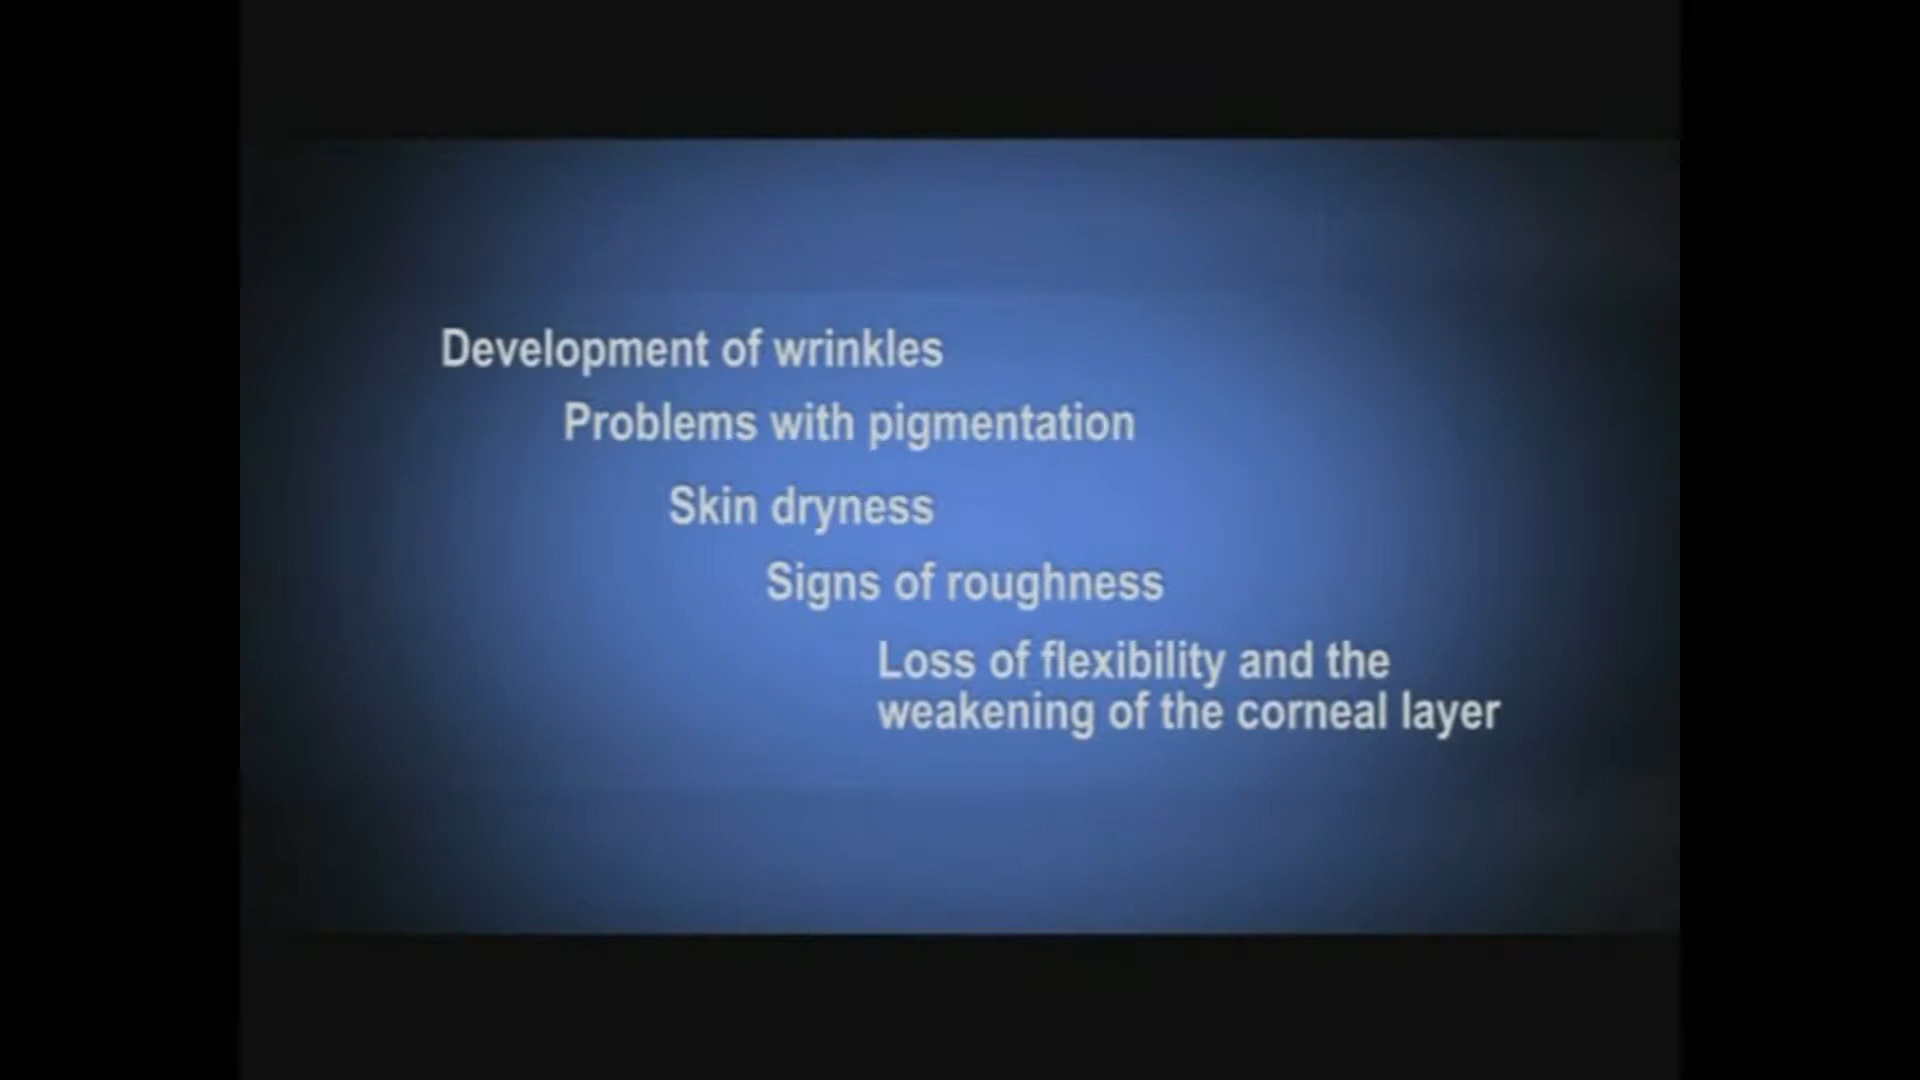 Development of wrinkles
Problems with pigmentation
Skin dryness
Signs of roughness
Loss of flexibility and the
weakening of the corneal layer